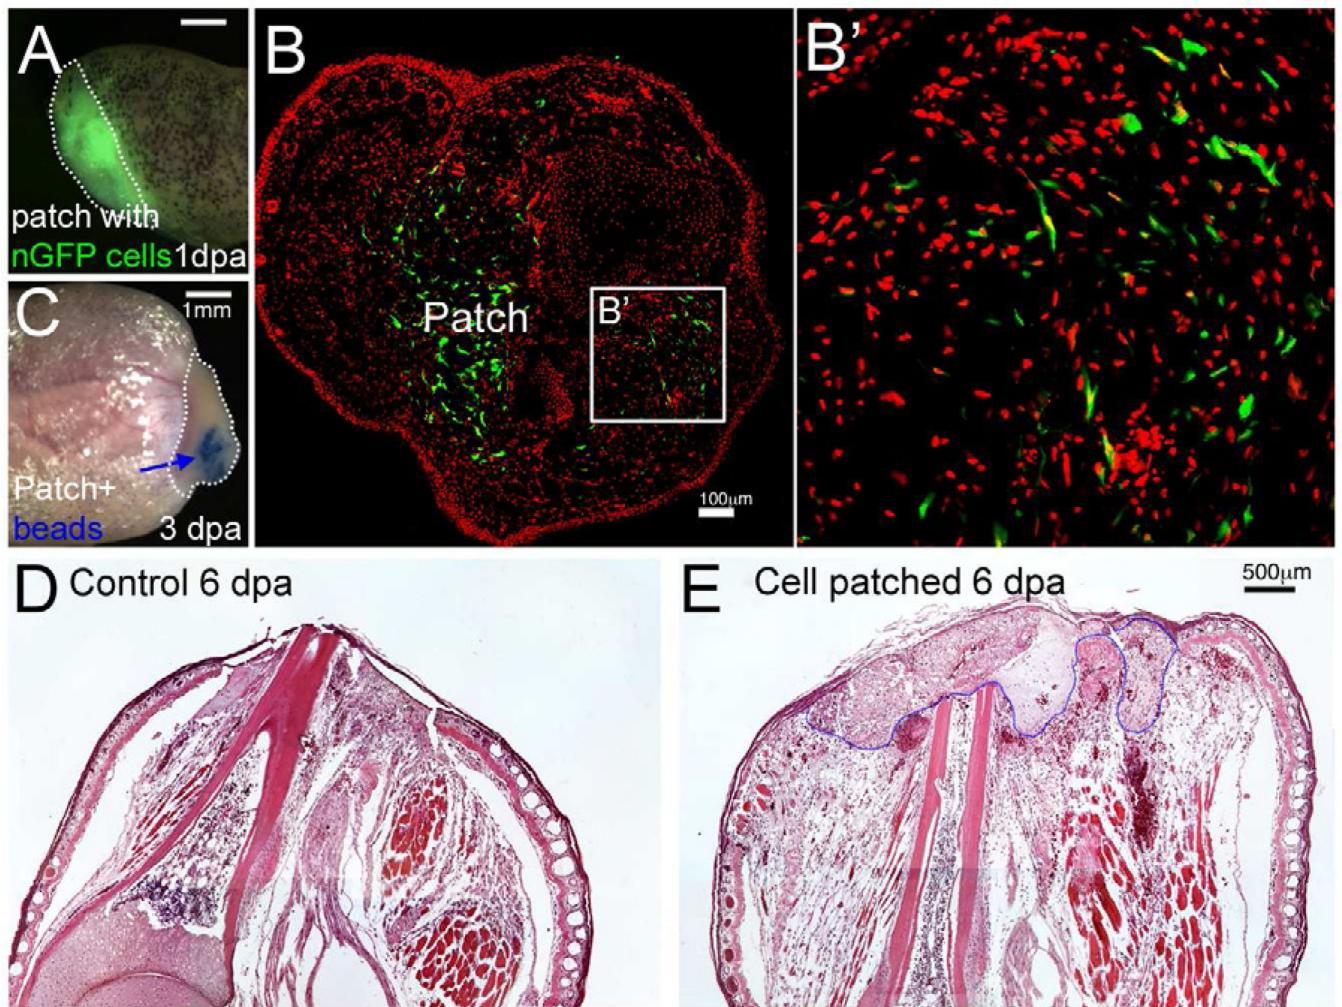 A
patch with
nGFP cells 1dpa
B
Patch
B’
100μm
B’
C
1mm
Patch+
beads
3 dpa
D Control 6 dpa
E Cell patched 6 dpa
500μm